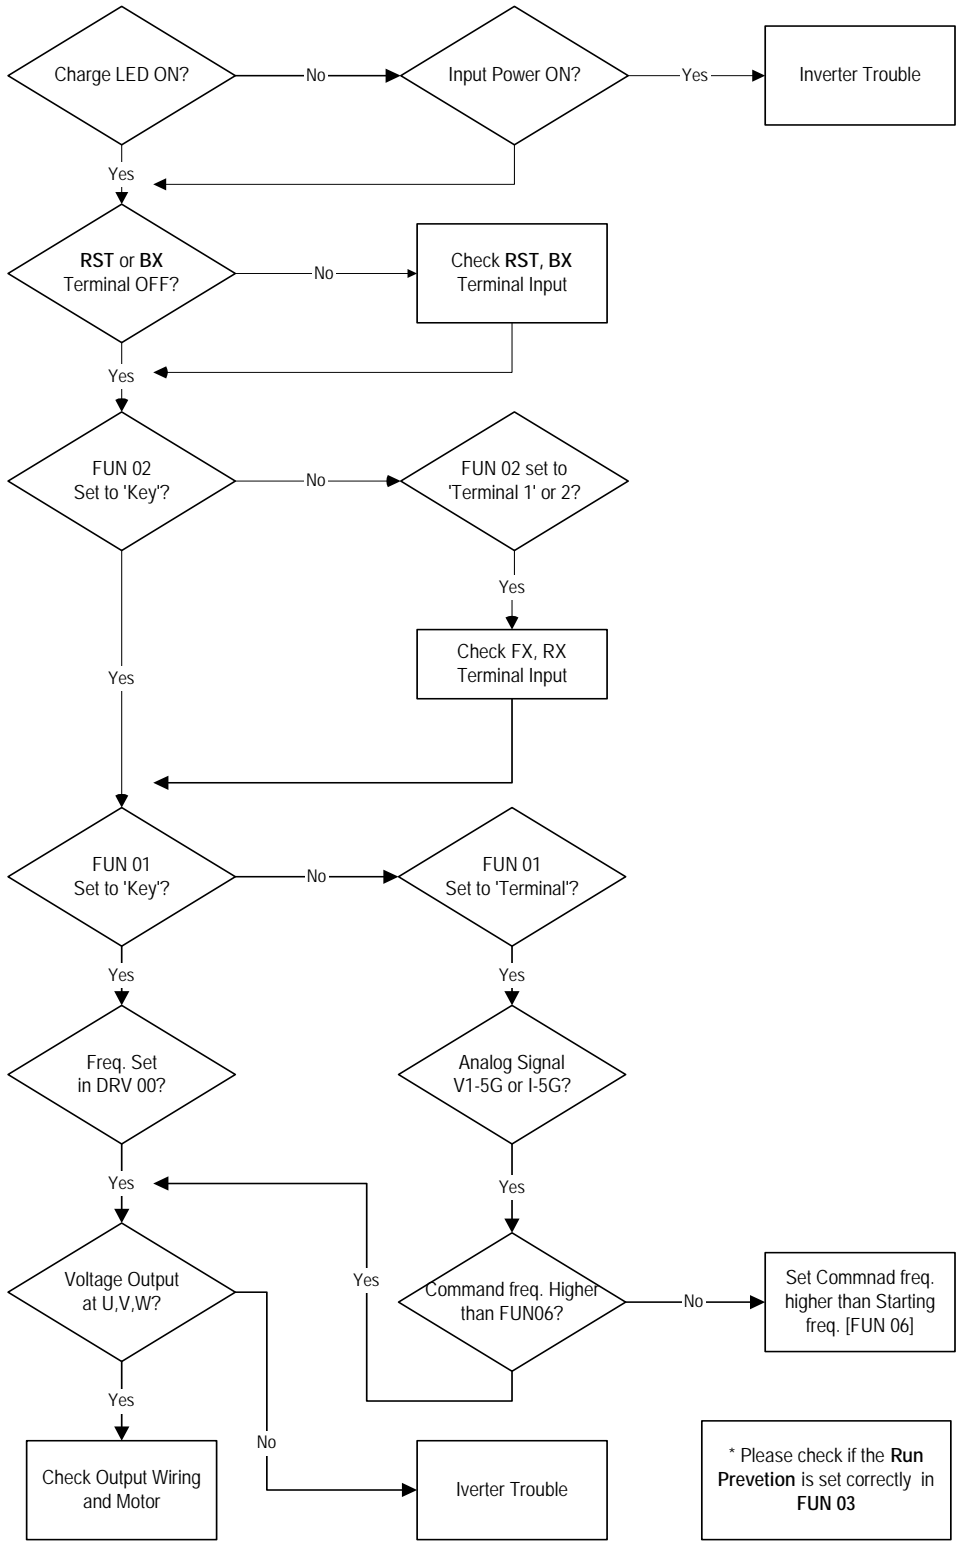 Charge LED ON?
No
Input Power ON?
Yes
Inverter Trouble
Yes
RST or BX
Terminal OFF?
No
Check RST, BX
Terminal Input
Yes
FUN 02
Set to 'Key'?
No
FUN 02 set to
'Terminal 1' or 2?
Yes
Check FX, RX
Terminal Input
Yes
FUN 01
Set to 'Key'?
No
FUN 01
Set to 'Terminal'?
Yes
Yes
Freq. Set
in DRV 00?
Analog Signal
V1-5G or I-5G?
Yes
Yes
Voltage Output
at U,V,W?
Yes
Command freq. Higher
than FUN06?
No
Set Commnad freq.
higher than Starting
freq. [FUN 06]
Yes
No
Check Output Wiring
and Motor
Iverter Trouble
* Please check if the Run
Prevetion is set correctly in
FUN 03